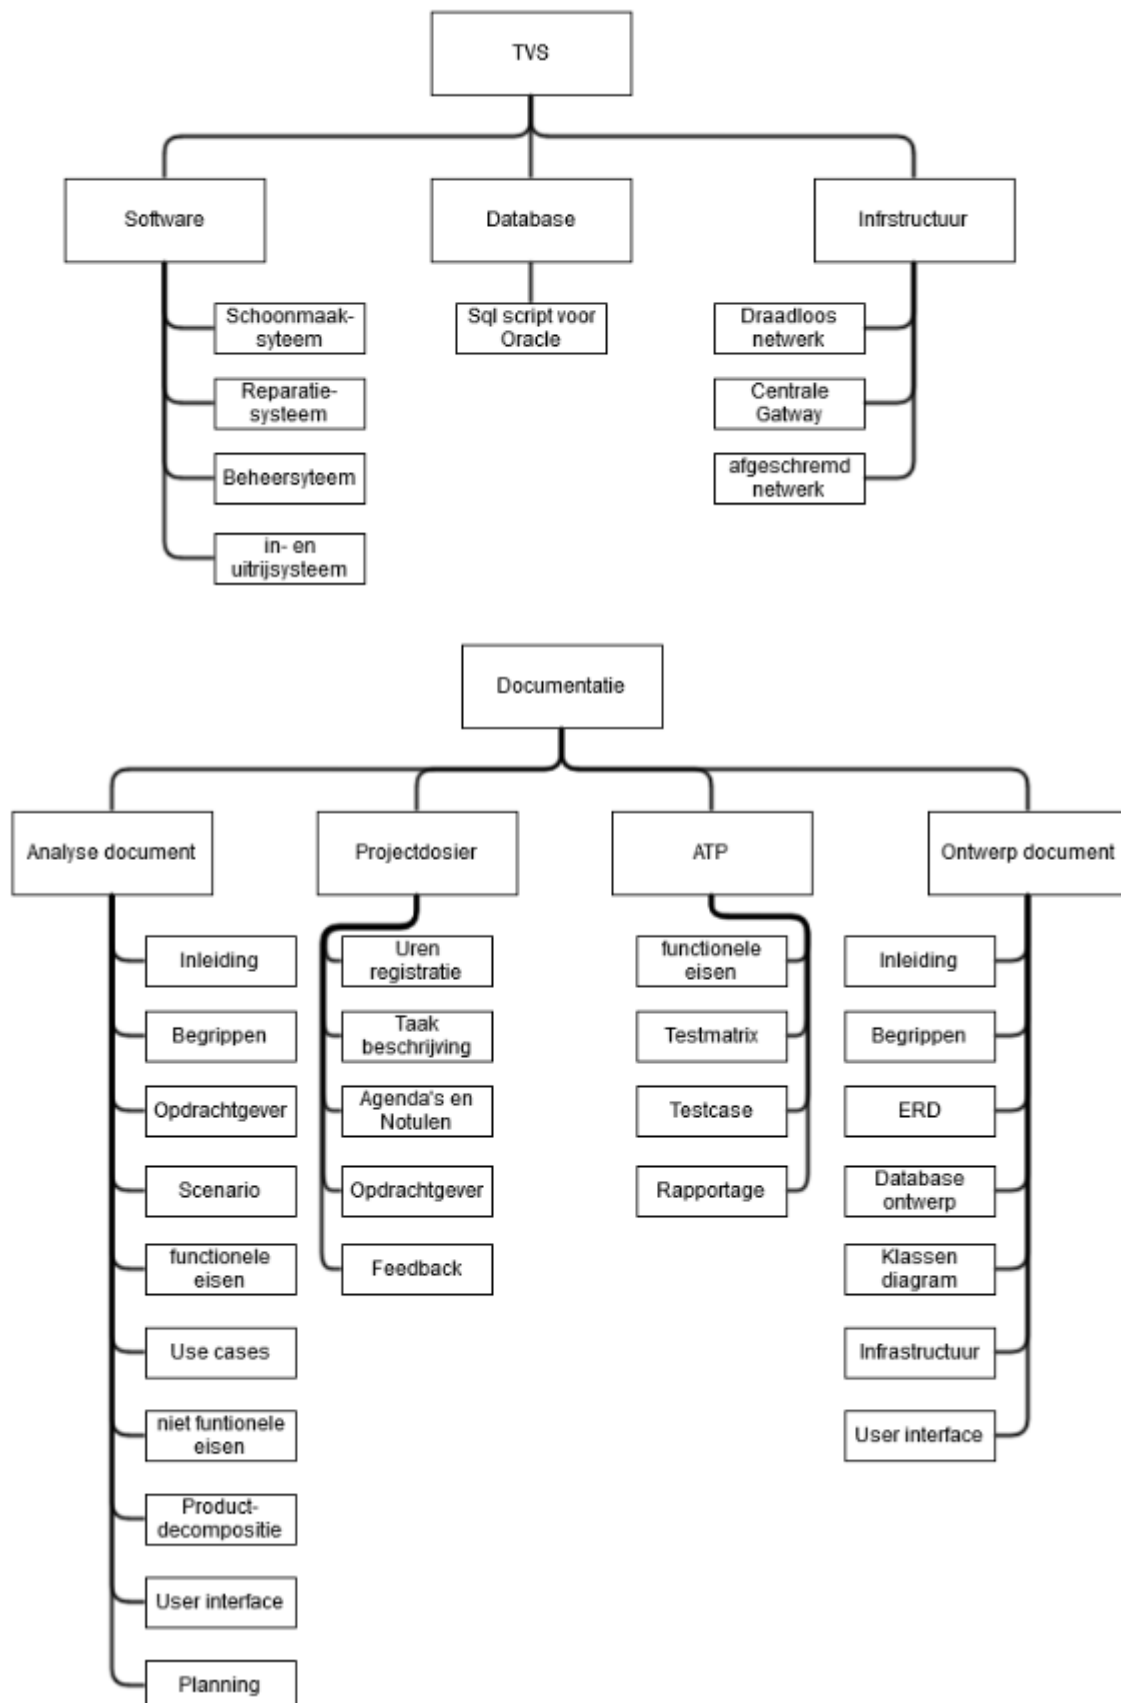 TVS
Software
Database
Infrstructuur
Schoonmaak-
syteem
Reparatie-
systeem
Beheersyteem
in- en
uitrijsysteem
Sql script voor
Oracle
Draadloos
netwerk
Centrale
Gatway
afgeschremd
netwerk
Documentatie
Analyse document
Projectdosier
ATP
Ontwerp document
Inleiding
Begrippen
Opdrachtgever
Scenario
functionele
eisen
Use cases
niet funtionele
eisen
Product-
decompositie
User interface
Planning
Uren
registratie
Taak
beschrijving
Agenda's en
Notulen
Opdrachtgever
Feedback
functionele
eisen
Testmatrix
Testcase
Rapportage
Inleiding
Begrippen
ERD
Database
ontwerp
Klassen
diagram
Infrastructuur
User interface